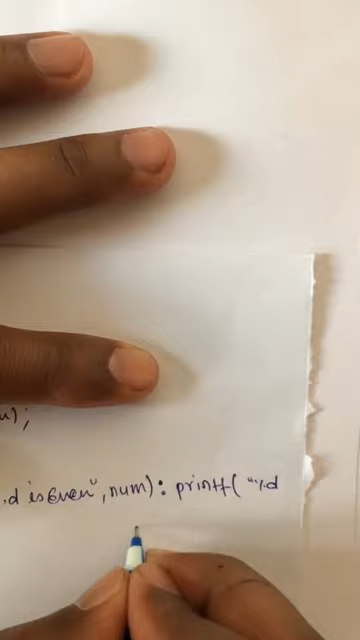 );
.d is Even", num): printf( "%d